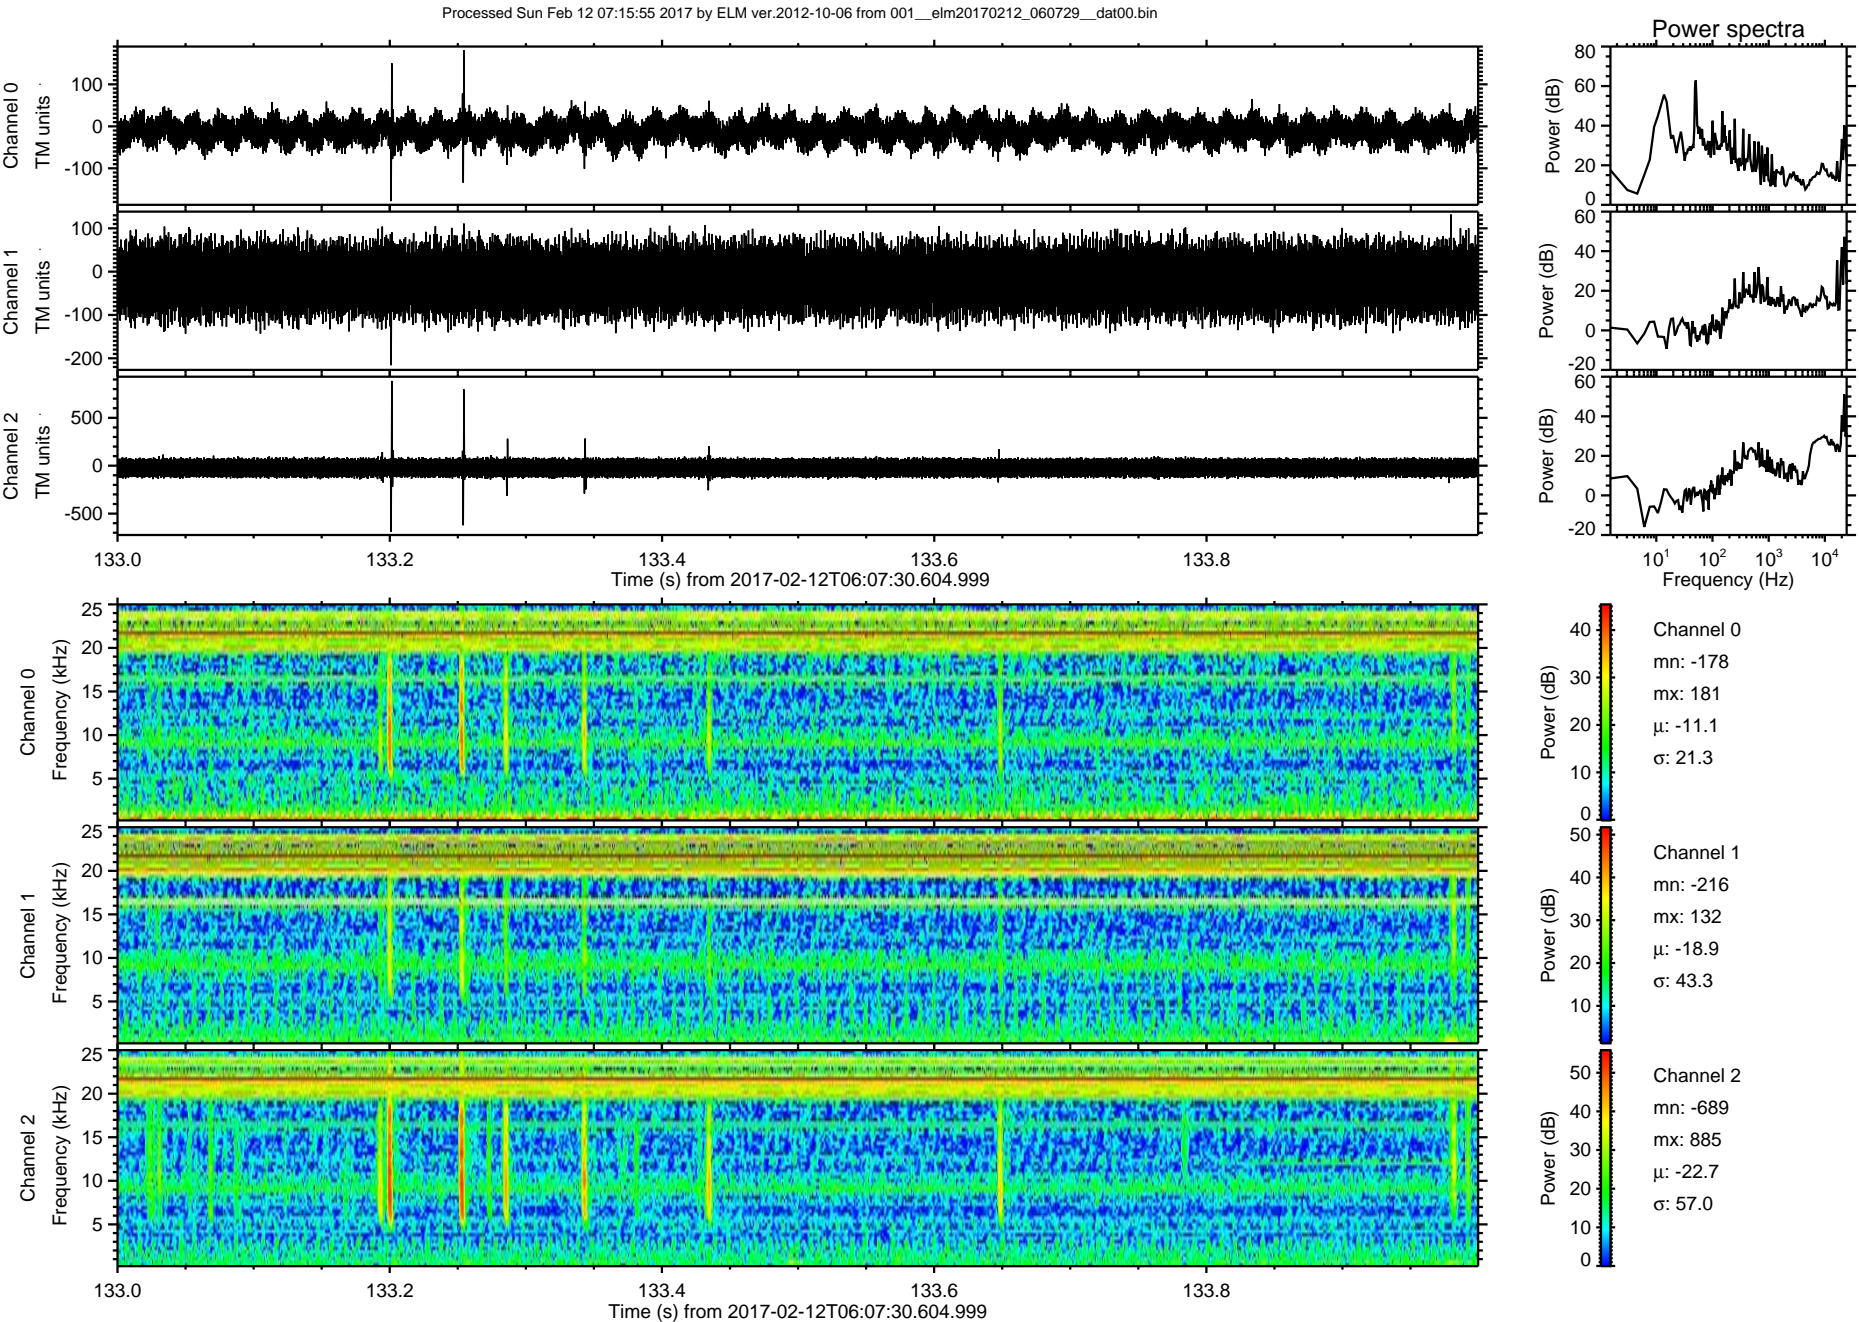 Processed Sun Feb 12 07:15:55 2017 by ELM ver.2012-10-06 from 001__elm20170212_060729__dat00.bin
Power spectra
Channel 0
TM units
100
0
-100
Power (dB)
80
60
40
20
0
Channel 1
TM units
100
0
-100
-200
Power (dB)
60
40
20
0
-20
Channel 2
TM units
500
0
-500
Power (dB)
60
40
20
0
-20
133.0 133.2 133.4 133.6 133.8
Time (s) from 2017-02-12T06:07:30.604.999
10^1 10^2 10^3 10^4
Frequency (Hz)
Channel 0
Frequency (kHz)
25
20
15
10
5
Power (dB)
40
30
20
10
0
Channel 0
mn: -178
mx: 181
μ: -11.1
σ: 21.3
Channel 1
Frequency (kHz)
25
20
15
10
5
Power (dB)
50
40
30
20
10
Channel 1
mn: -216
mx: 132
μ: -18.9
σ: 43.3
Channel 2
Frequency (kHz)
25
20
15
10
5
Power (dB)
50
40
30
20
10
0
Channel 2
mn: -689
mx: 885
μ: -22.7
σ: 57.0
133.0 133.2 133.4 133.6 133.8
Time (s) from 2017-02-12T06:07:30.604.999